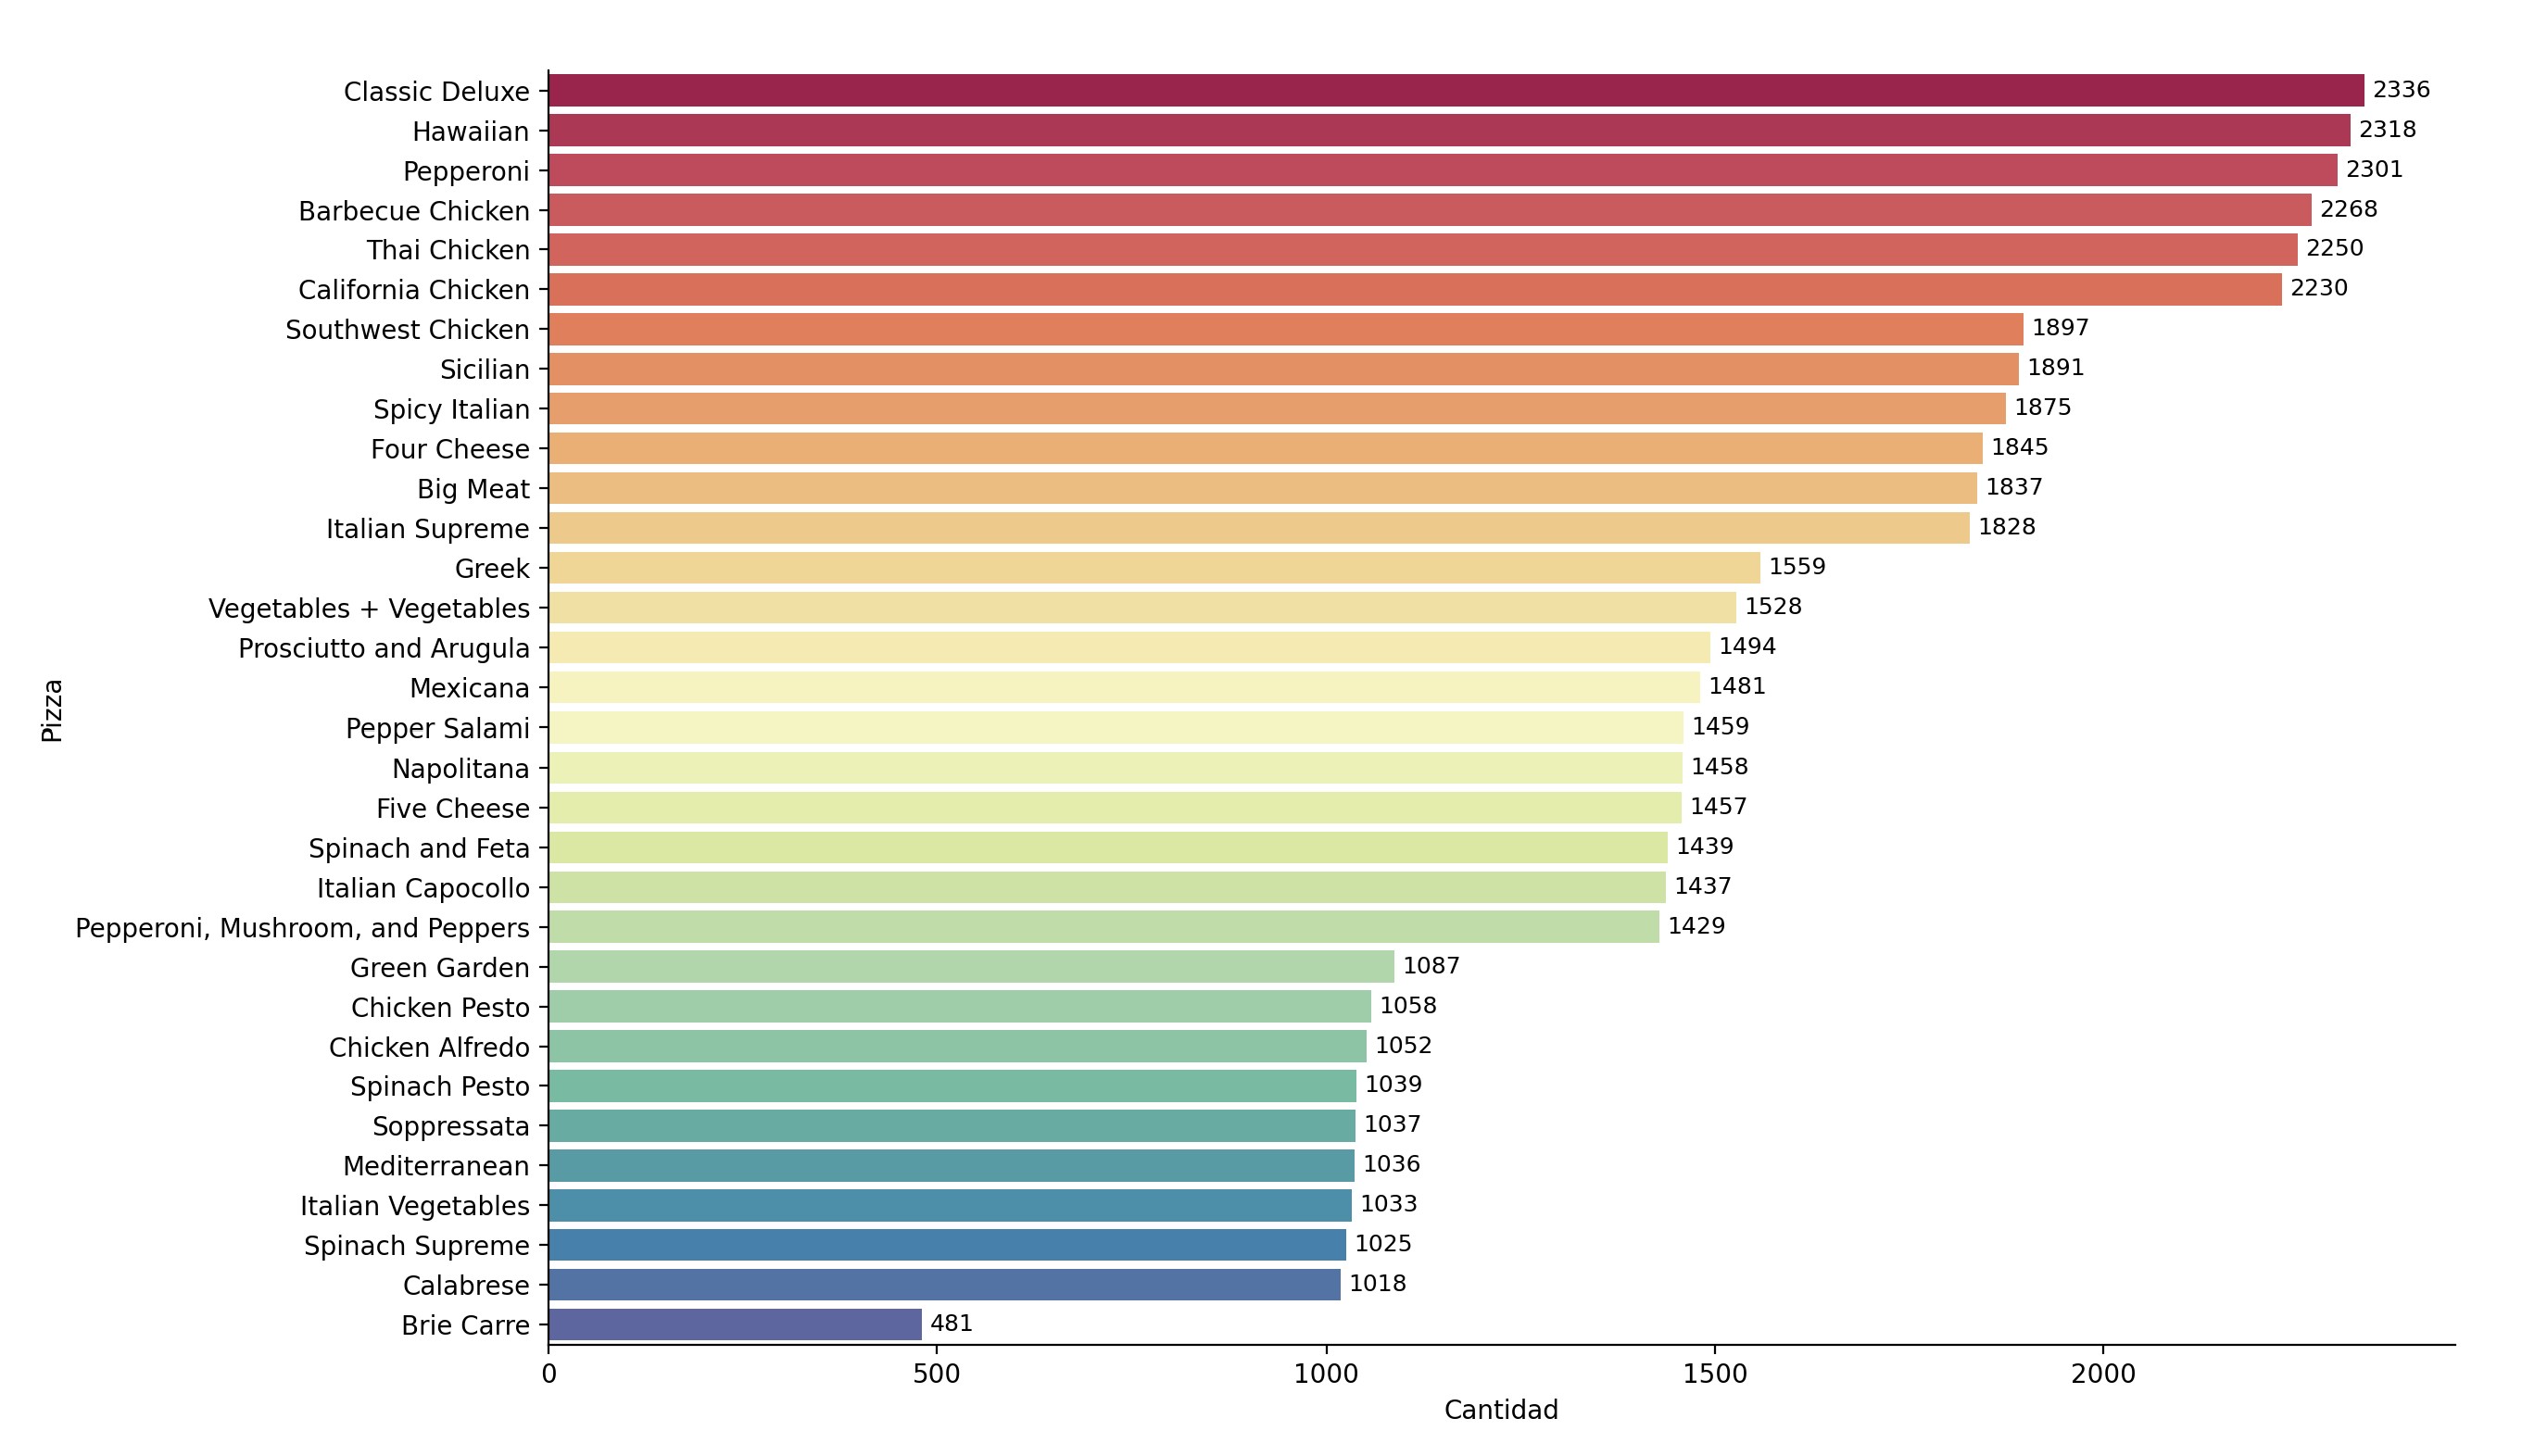 Classic Deluxe 2336
Hawaiian 2318
Pepperoni 2301
Barbecue Chicken 2268
Thai Chicken 2250
California Chicken 2230
Southwest Chicken 1897
Sicilian 1891
Spicy Italian 1875
Four Cheese 1845
Big Meat 1837
Italian Supreme 1828
Greek 1559
Vegetables + Vegetables 1528
Prosciutto and Arugula 1494
Mexicana 1481
Pepper Salami 1459
Napolitana 1458
Five Cheese 1457
Spinach and Feta 1439
Italian Capocollo 1437
Pepperoni, Mushroom, and Peppers 1429
Green Garden 1087
Chicken Pesto 1058
Chicken Alfredo 1052
Spinach Pesto 1039
Soppressata 1037
Mediterranean 1036
Italian Vegetables 1033
Spinach Supreme 1025
Calabrese 1018
Brie Carre 481
Pizza
0 500 1000 1500 2000
Cantidad